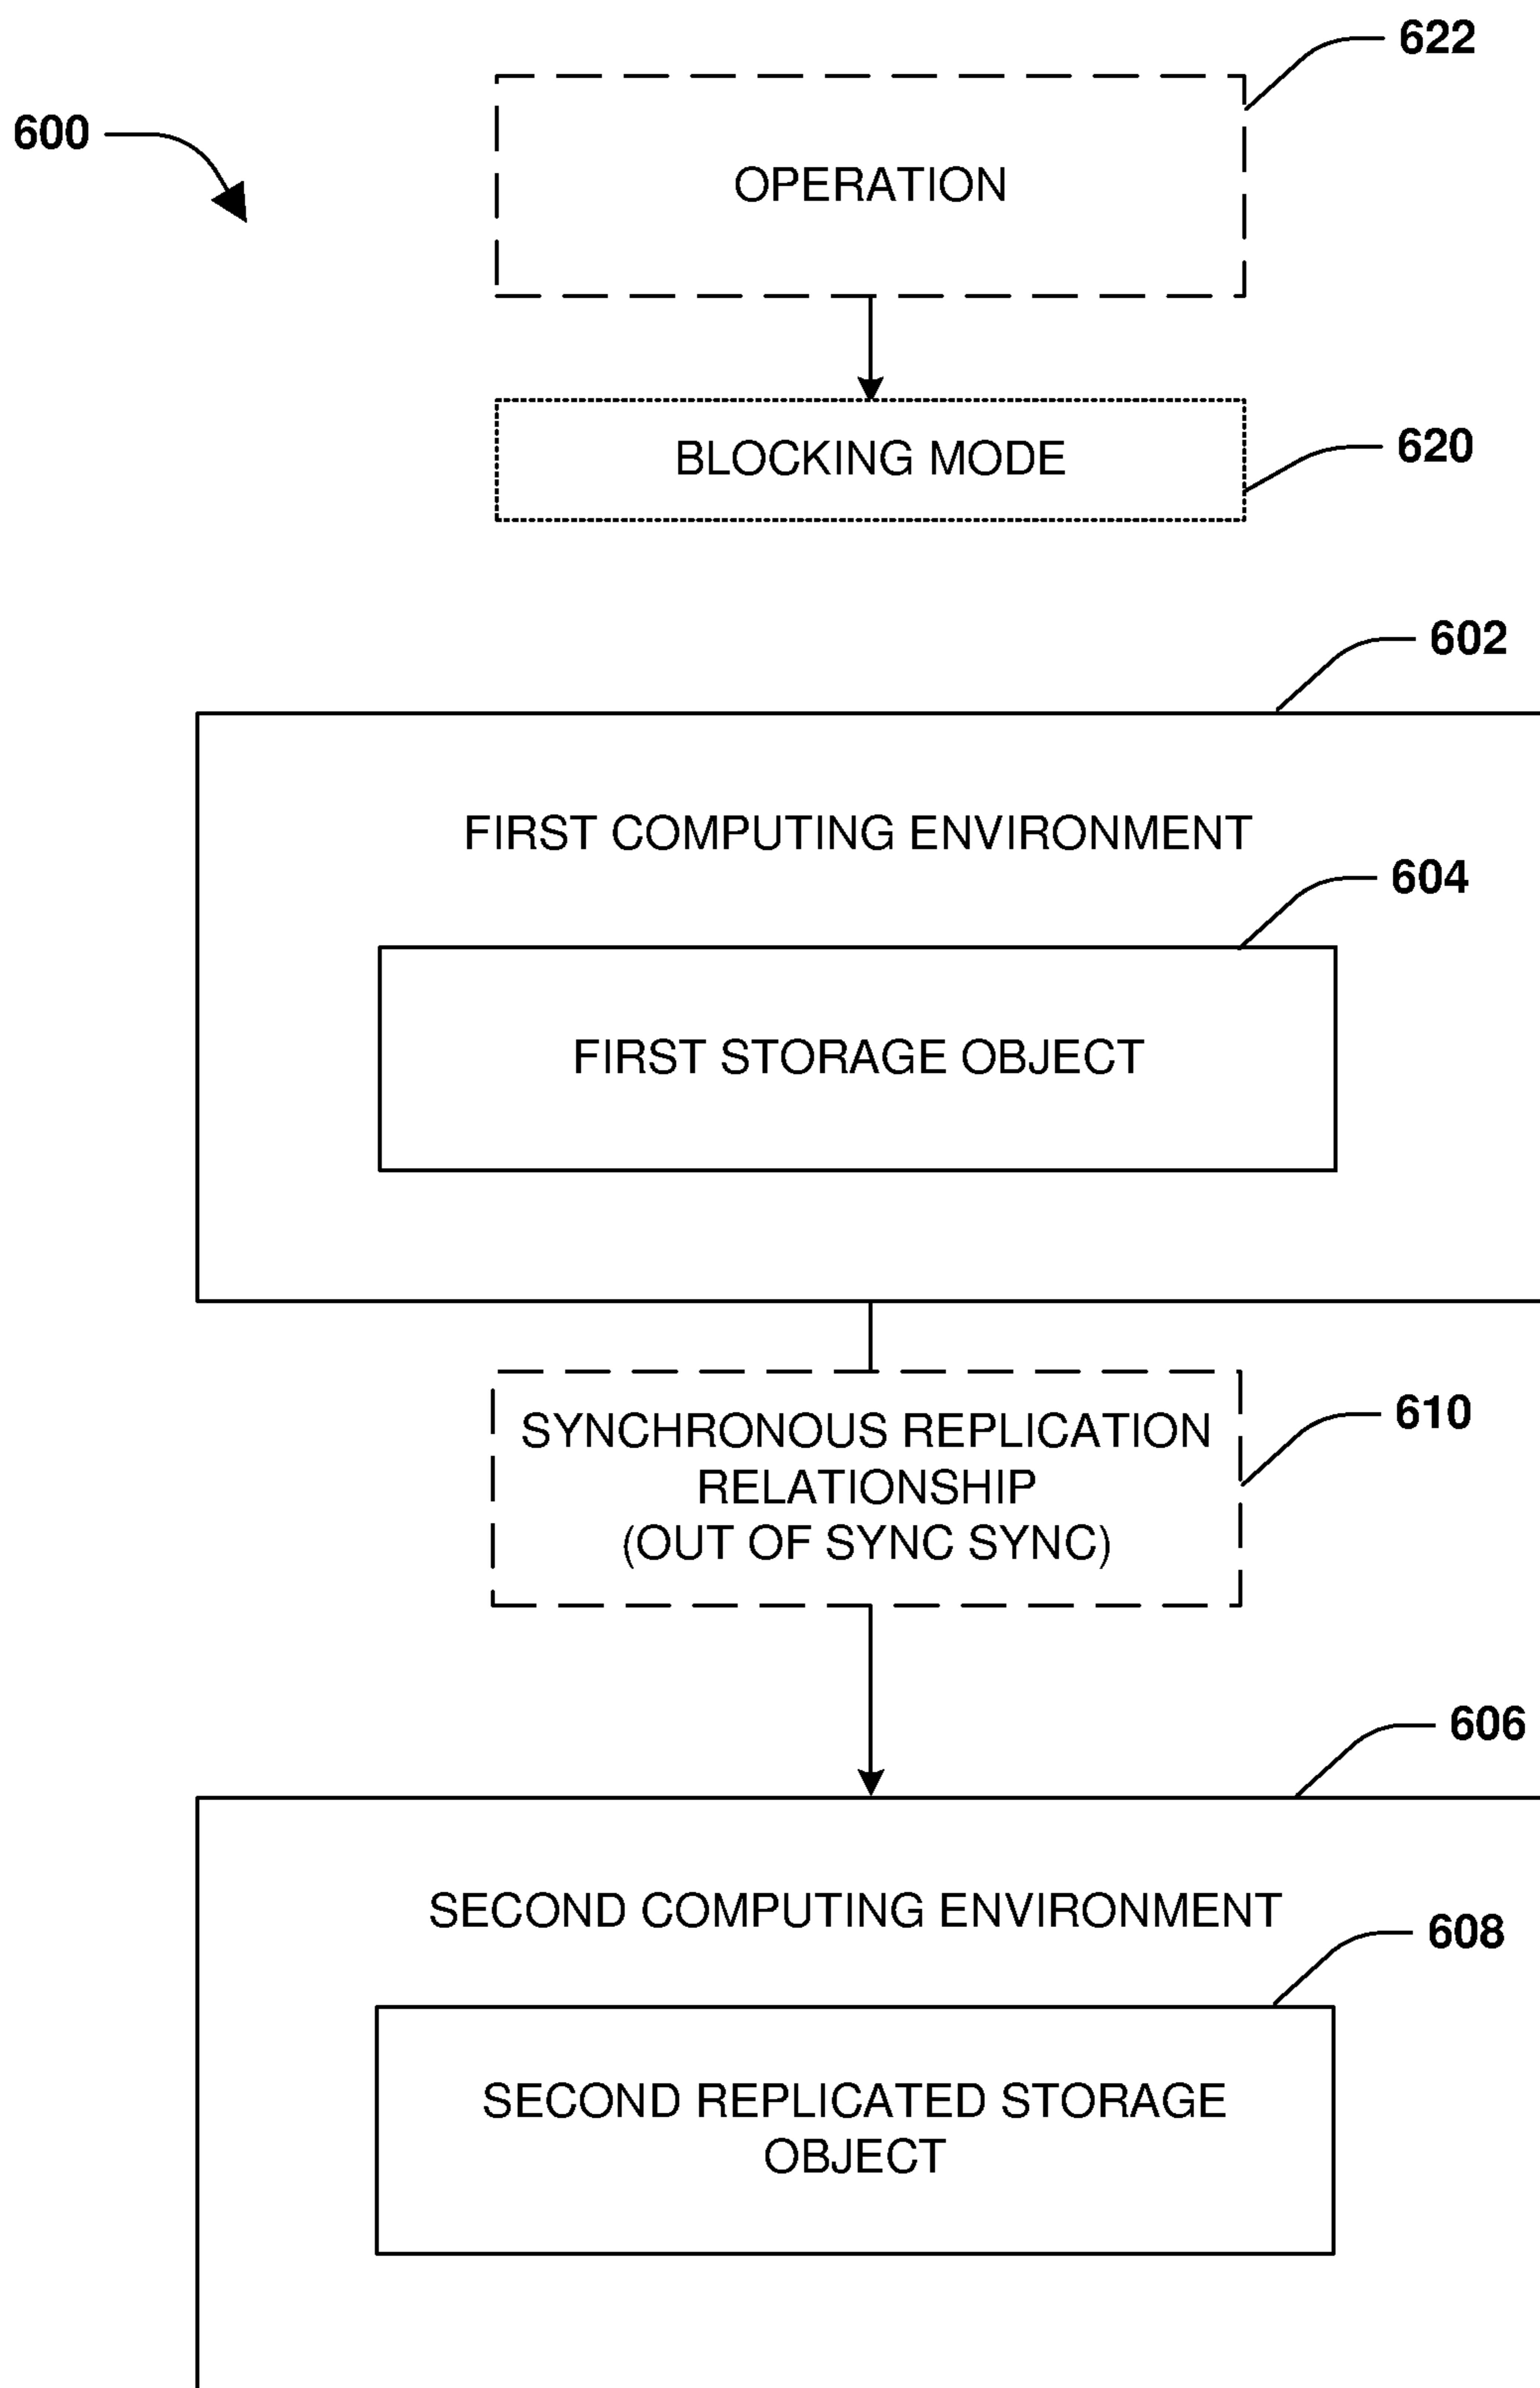 622
600
OPERATION
BLOCKING MODE
620
602
FIRST COMPUTING ENVIRONMENT
604
FIRST STORAGE OBJECT
SYNCHRONOUS REPLICATION
RELATIONSHIP
(OUT OF SYNC SYNC)
610
606
SECOND COMPUTING ENVIRONMENT
608
SECOND REPLICATED STORAGE
OBJECT